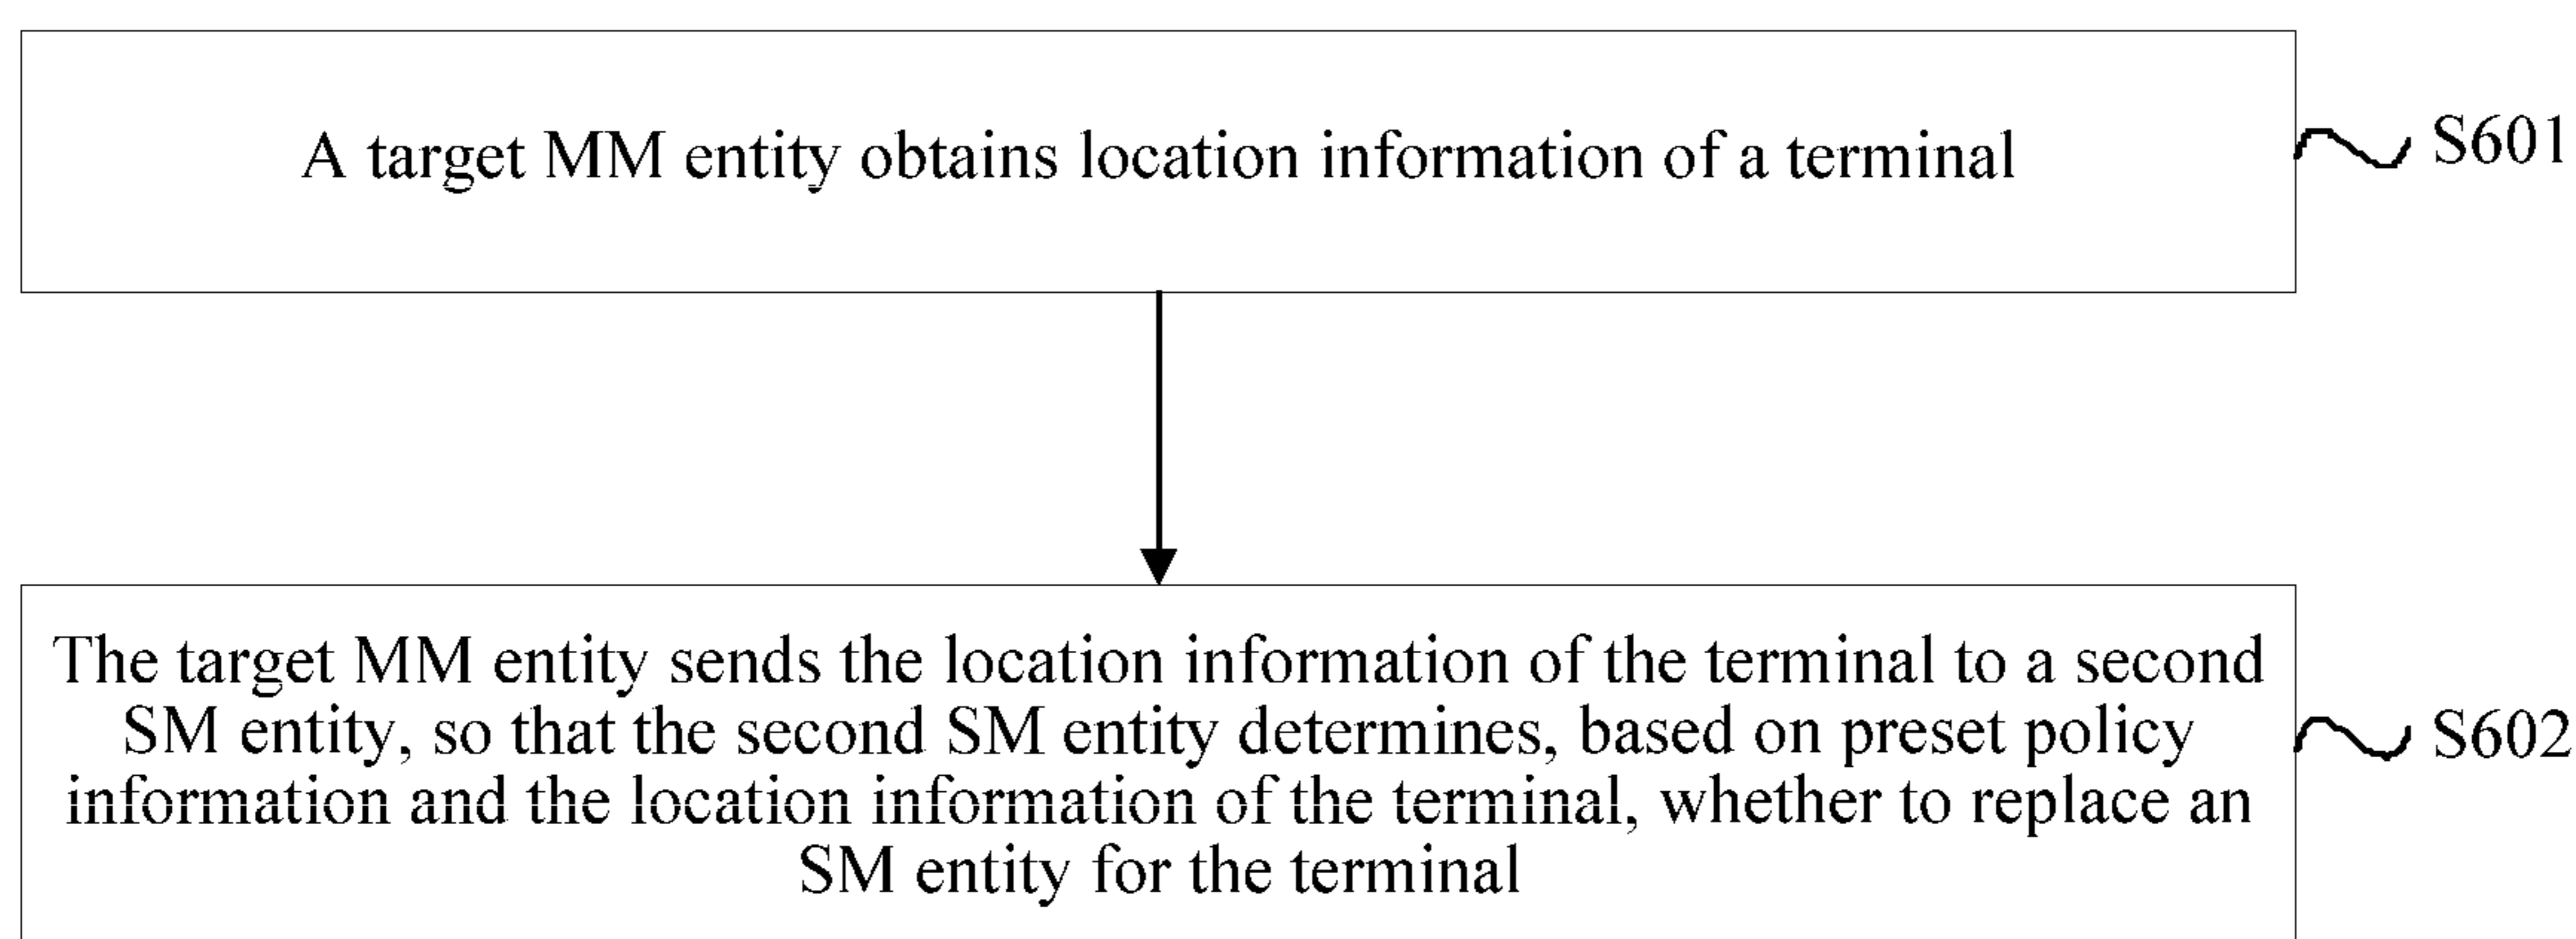 A target MM entity obtains location information of a terminal
S601
The target MM entity sends the location information of the terminal to a second
SM entity, so that the second SM entity determines, based on preset policy
information and the location information of the terminal, whether to replace an
SM entity for the terminal
S602